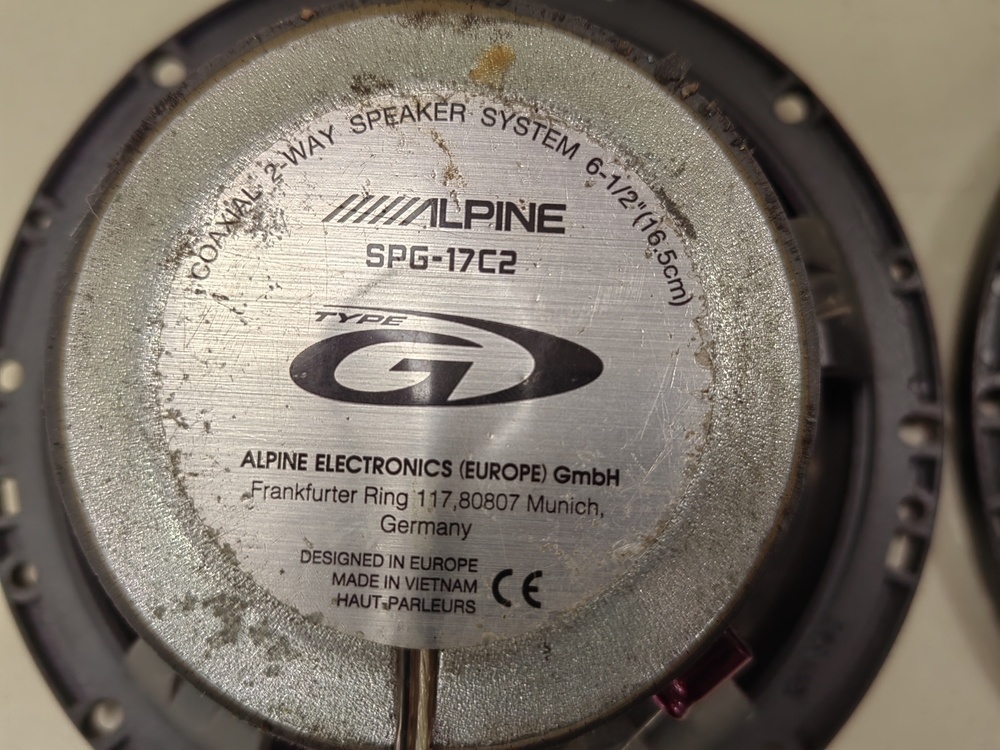 COAXIAL 2-WAY SPEAKER SYSTEM 6-1/2"(16.5cm)
ALPINE
SPG-17C2
TYPE
G
ALPINE ELECTRONICS (EUROPE) GmbH
Frankfurter Ring 117,80807 Munich,
Germany
DESIGNED IN EUROPE
MADE IN VIETNAM
HAUT-PARLEURS
CE